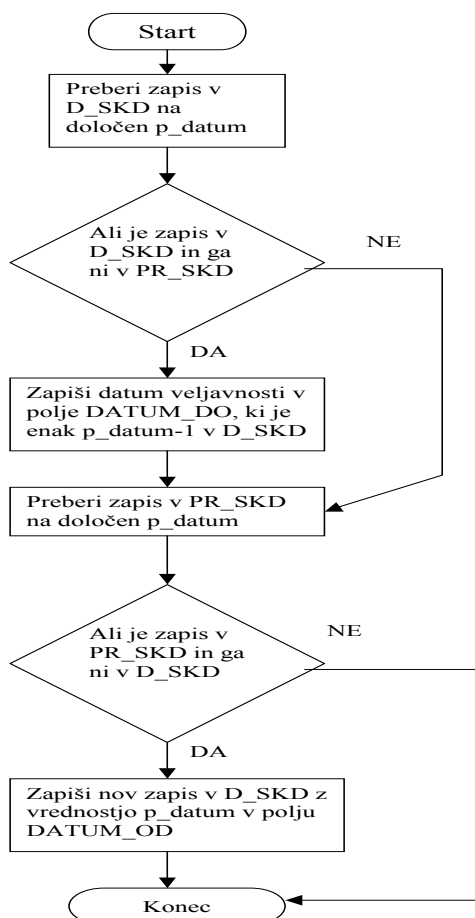 Start
Preberi zapis v
D_SKD na
določen p_datum
Ali je zapis v
D_SKD in ga
ni v PR_SKD
NE
DA
Zapiši datum veljavnosti v
polje DATUM_DO, ki je
enak p_datum-1 v D_SKD
Preberi zapis v PR_SKD
na določen p_datum
Ali je zapis v
PR_SKD in ga
ni v D_SKD
NE
DA
Zapiši nov zapis v D_SKD z
vrednostjo p_datum v polju
DATUM_OD
Konec